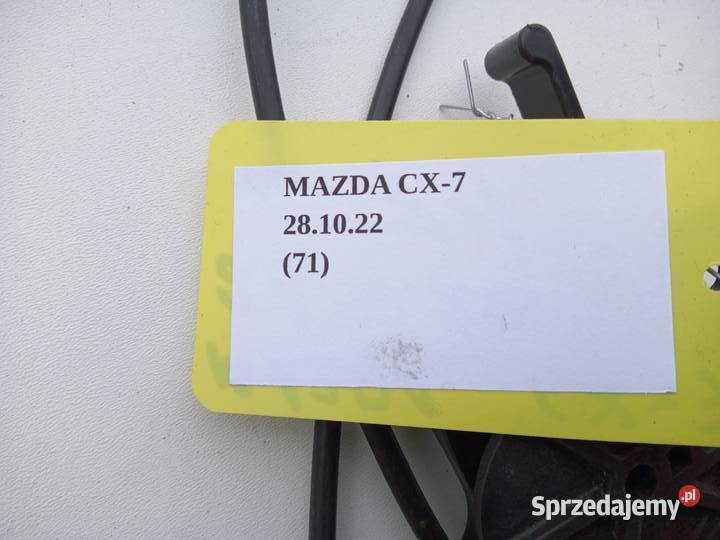 MAZDA CX-7
28.10.22
(71)
Sprzedajemy.pl